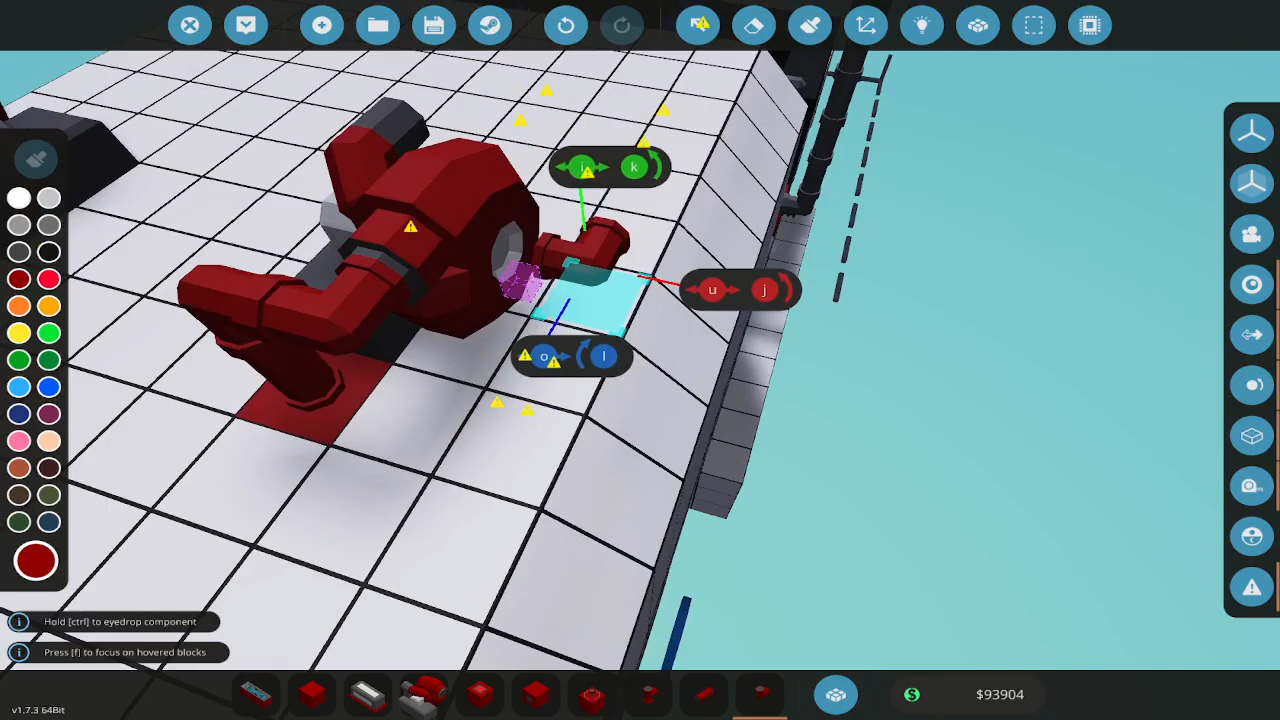 i k
u j
o l
Hold [ctrl] to eyedrop component
Press [f] to focus on hovered blocks
v1.7.3 64Bit
$ $93904